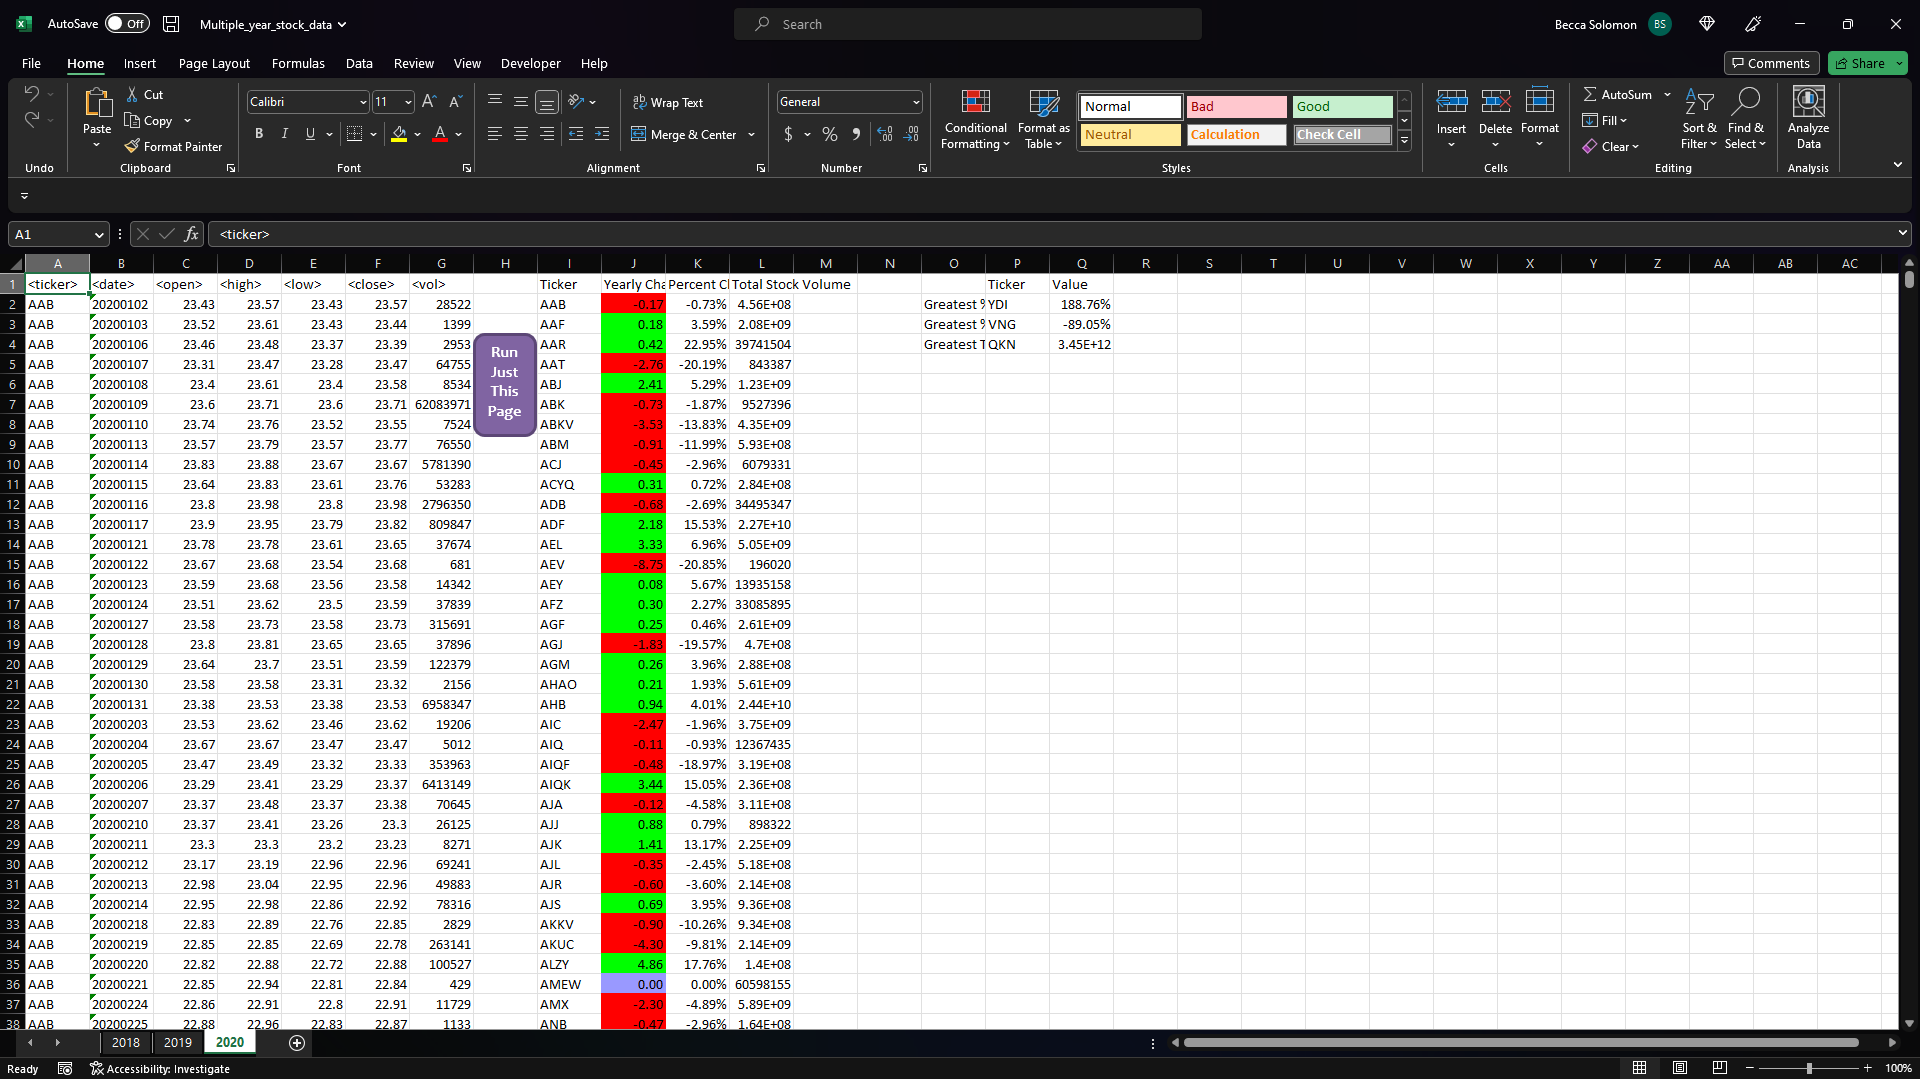 AutoSave Off Multiple_year_stock_data Search Becca Solomon BS
File Home Insert Page Layout Formulas Data Review View Developer Help Comments Share
Cut Calibri 11 Wrap Text General Normal Bad Good AutoSum
Paste Copy Merge & Center $ % Conditional Formatting Format as Table Neutral Calculation Check Cell Insert Delete Format Fill Sort & Filter Find & Select Analyze Data
Format Painter B I U Clear
Undo Clipboard Font Alignment Number Styles Cells Editing Analysis
A1 fx <ticker>
A B C D E F G H I J K L M N O P Q R S T U V W X Y Z AA AB AC
1 <ticker> <date> <open> <high> <low> <close> <vol> Ticker Yearly Cha Percent Cl Total Stock Volume Ticker Value
2 AAB 20200102 23.43 23.57 23.43 23.57 28522 AAB -0.17 -0.73% 4.56E+08 Greatest % YDI 188.76%
3 AAB 20200103 23.52 23.61 23.43 23.44 1399 AAF 0.18 3.59% 2.08E+09 Greatest % VNG -89.05%
4 AAB 20200106 23.46 23.48 23.37 23.39 2953 AAR 0.42 22.95% 39741504 Greatest T QKN 3.45E+12
5 AAB 20200107 23.31 23.47 23.28 23.47 64755 AAT -2.76 -20.19% 843387
6 AAB 20200108 23.4 23.61 23.4 23.58 8534 ABJ 2.41 5.29% 1.23E+09
7 AAB 20200109 23.6 23.71 23.6 23.71 62083971 ABK -0.73 -1.87% 9527396
8 AAB 20200110 23.74 23.76 23.52 23.55 7524 ABKV -3.53 -13.83% 4.35E+09
9 AAB 20200113 23.57 23.79 23.57 23.77 76550 ABM -0.91 -11.99% 5.93E+08
10 AAB 20200114 23.83 23.88 23.67 23.67 5781390 ACJ -0.45 -2.96% 6079331
11 AAB 20200115 23.64 23.83 23.61 23.76 53283 ACYQ 0.31 0.72% 2.84E+08
12 AAB 20200116 23.8 23.98 23.8 23.98 2796350 ADB -0.68 -2.69% 34495347
13 AAB 20200117 23.9 23.95 23.79 23.82 809847 ADF 2.18 15.53% 2.27E+10
14 AAB 20200121 23.78 23.78 23.61 23.65 37674 AEL 3.33 6.96% 5.05E+09
15 AAB 20200122 23.67 23.68 23.54 23.68 681 AEV -8.75 -20.85% 196020
16 AAB 20200123 23.59 23.68 23.56 23.58 14342 AEY 0.08 5.67% 13935158
17 AAB 20200124 23.51 23.62 23.5 23.59 37839 AFZ 0.30 2.27% 33085895
18 AAB 20200127 23.58 23.73 23.58 23.73 315691 AGF 0.25 0.46% 2.61E+09
19 AAB 20200128 23.8 23.81 23.65 23.65 37896 AGJ -1.83 -19.57% 4.7E+08
20 AAB 20200129 23.64 23.7 23.51 23.59 122379 AGM 0.26 3.96% 2.88E+08
21 AAB 20200130 23.58 23.58 23.31 23.32 2156 AHAO 0.21 1.93% 5.61E+09
22 AAB 20200131 23.38 23.53 23.38 23.53 6958347 AHB 0.94 4.01% 2.44E+10
23 AAB 20200203 23.53 23.62 23.46 23.62 19206 AIC -2.47 -1.96% 3.75E+09
24 AAB 20200204 23.67 23.67 23.47 23.47 5012 AIQ -0.11 -0.93% 12367435
25 AAB 20200205 23.47 23.49 23.32 23.33 353963 AIQF -0.48 -18.97% 3.19E+08
26 AAB 20200206 23.29 23.41 23.29 23.37 6413149 AIQK 3.44 15.05% 2.36E+08
27 AAB 20200207 23.37 23.48 23.37 23.38 70645 AJA -0.12 -4.58% 3.11E+08
28 AAB 20200210 23.37 23.41 23.26 23.3 26125 AJJ 0.88 0.79% 898322
29 AAB 20200211 23.3 23.3 23.2 23.23 8271 AJK 1.41 13.17% 2.25E+09
30 AAB 20200212 23.17 23.19 22.96 22.96 69241 AJL -0.35 -2.45% 5.18E+08
31 AAB 20200213 22.98 23.04 22.95 22.96 49883 AJR -0.60 -3.60% 2.14E+08
32 AAB 20200214 22.95 22.98 22.86 22.92 78316 AJS 0.69 3.95% 9.36E+08
33 AAB 20200218 22.83 22.89 22.76 22.85 2829 AKKV -0.90 -10.26% 9.34E+08
34 AAB 20200219 22.85 22.85 22.69 22.78 263141 AKUC -4.30 -9.81% 2.14E+09
35 AAB 20200220 22.82 22.88 22.72 22.88 100527 ALZY 4.86 17.76% 1.4E+08
36 AAB 20200221 22.85 22.94 22.81 22.84 429 AMEW 0.00 0.00% 60598155
37 AAB 20200224 22.86 22.91 22.8 22.91 11729 AMX -2.30 -4.89% 5.89E+09
38 AAB 20200225 22.88 22.96 22.83 22.87 1133 ANB -0.47 -2.96% 1.64E+08
Run
Just
This
Page
2018 2019 2020
Ready Accessibility: Investigate 100%